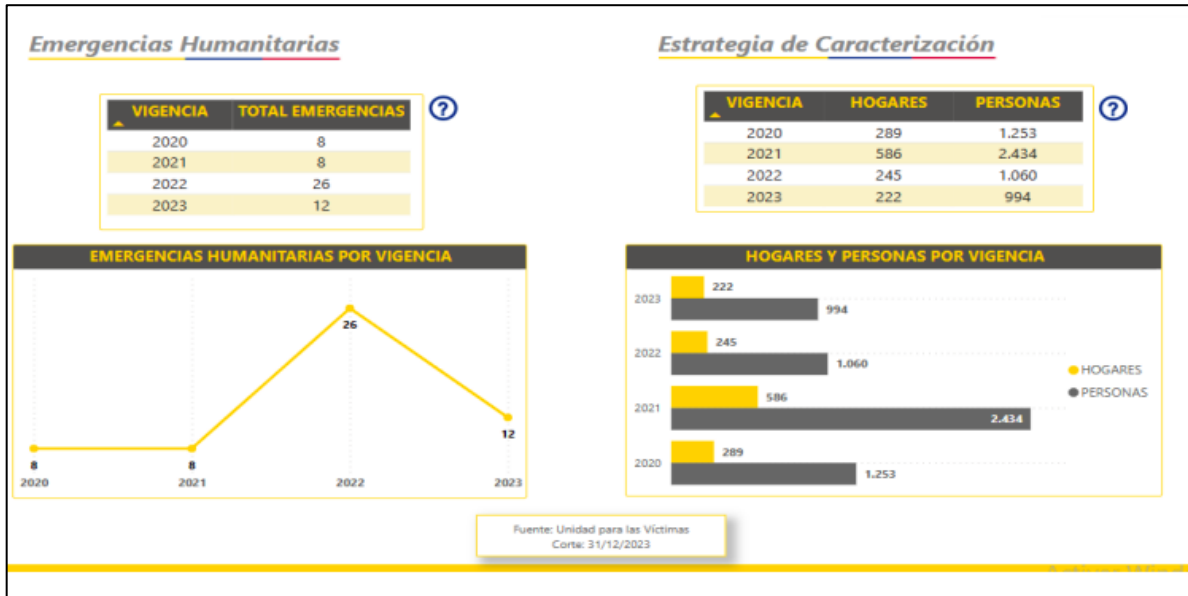 Emergencias Humanitarias
VIGENCIA TOTAL EMERGENCIAS
?
2020 8
2021 8
2022 26
2023 12
EMERGENCIAS HUMANITARIAS POR VIGENCIA
26
12
8
8
2020 2021 2022 2023
Estrategia de Caracterización
VIGENCIA HOGARES PERSONAS
?
2020 289 1.253
2021 586 2.434
2022 245 1.060
2023 222 994
HOGARES Y PERSONAS POR VIGENCIA
2023
222
994
2022
245
1.060
2021
586
2.434
2020
289
1.253
HOGARES
PERSONAS
Fuente: Unidad para las Víctimas
Corte: 31/12/2023